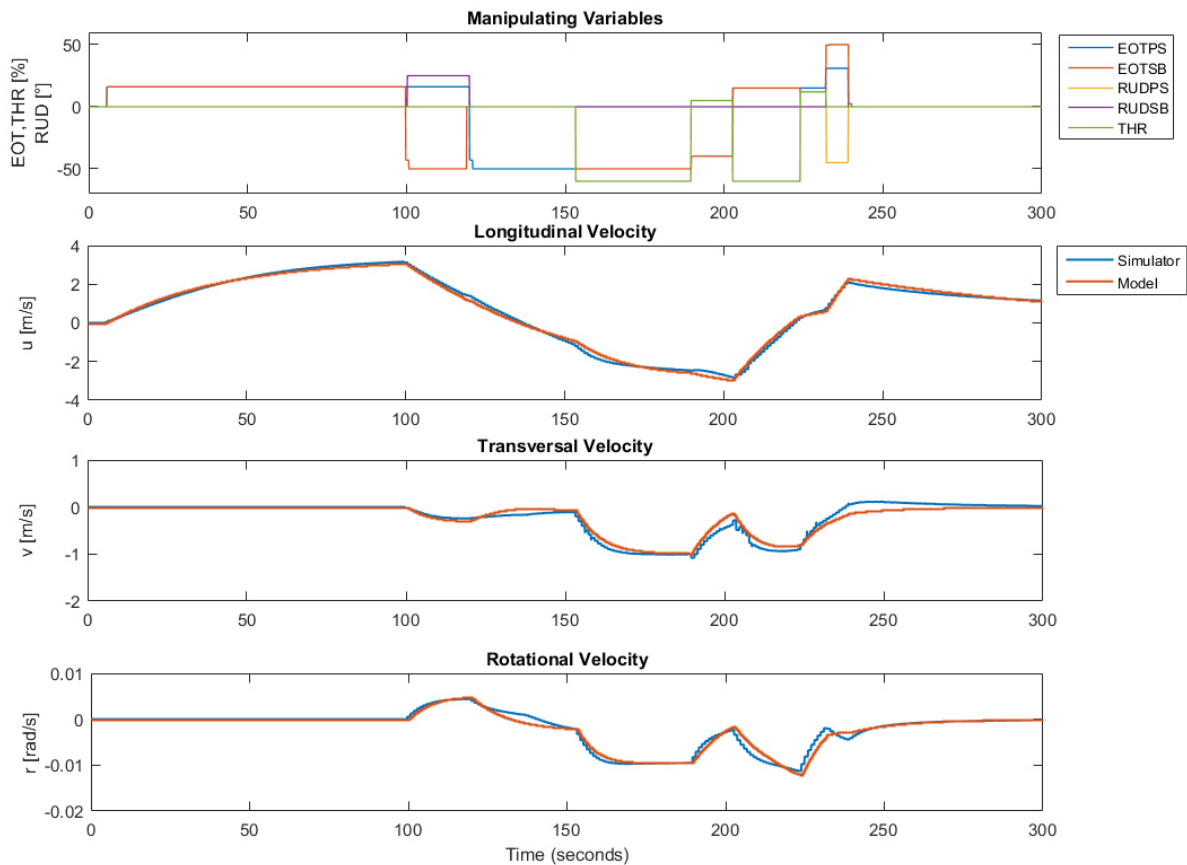 Manipulating Variables
EOT,THR [%]
RUD [°]
50
0
-50
0 50 100 150 200 250 300
EOTPS
EOTSB
RUDPS
RUDSB
THR
Longitudinal Velocity
u [m/s]
4
2
0
-2
-4
0 50 100 150 200 250 300
Simulator
Model
Transversal Velocity
v [m/s]
1
0
-1
-2
0 50 100 150 200 250 300
Rotational Velocity
r [rad/s]
0.01
0
-0.01
-0.02
0 50 100 150 200 250 300
Time (seconds)